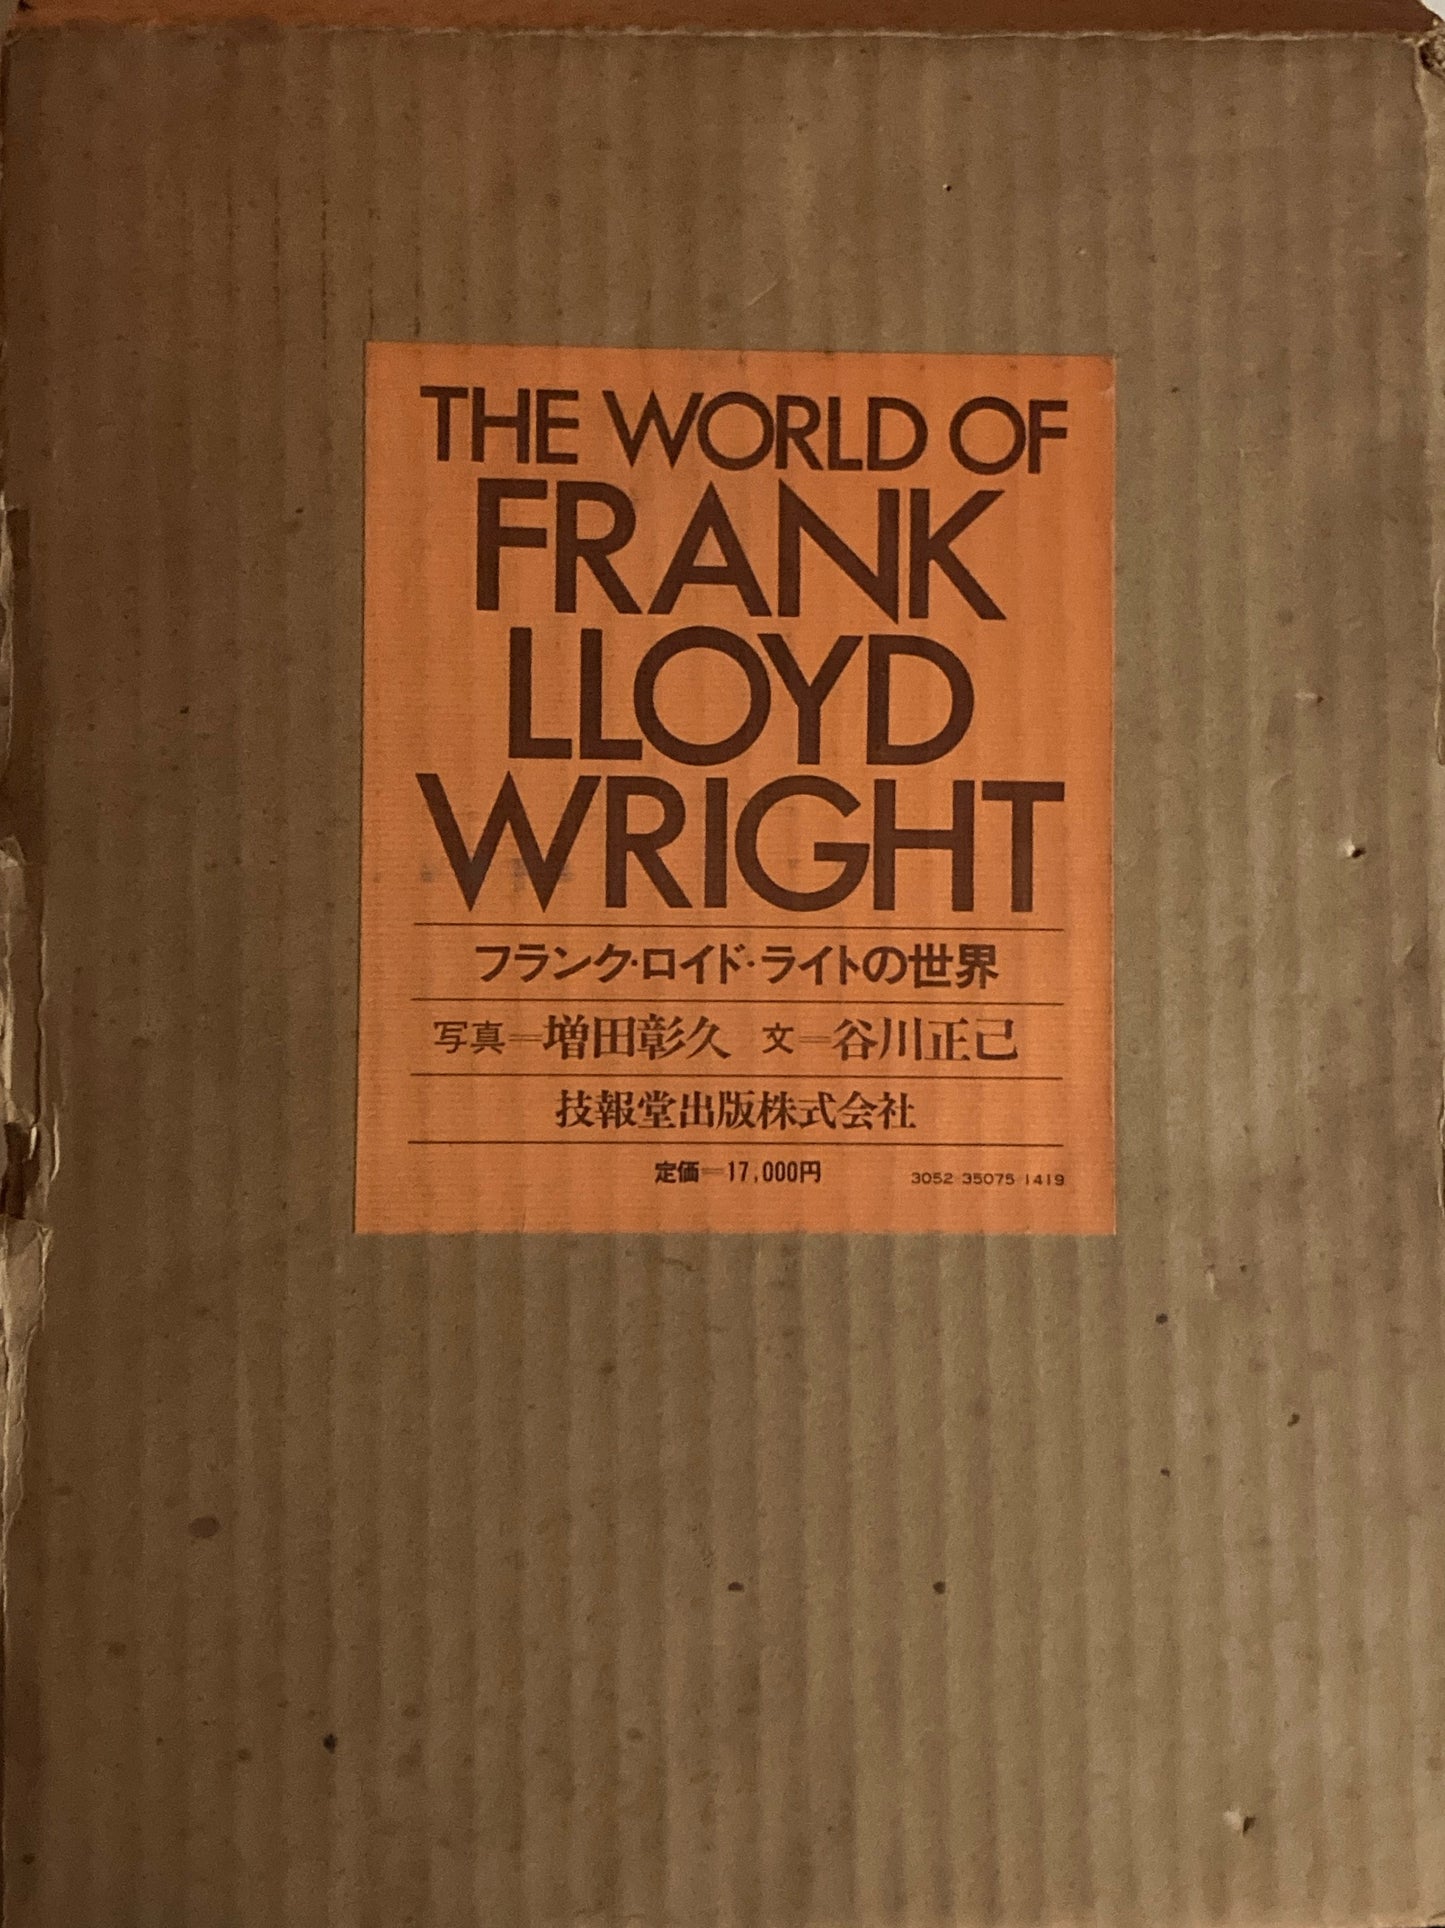 THE WORLD OF
FRANK
LLOYD
WRIGHT
フランク・ロイド・ライトの世界
写真＝増田彰久 文＝谷川正己
技報堂出版株式会社
定価＝17,000円 3052-35075-1419